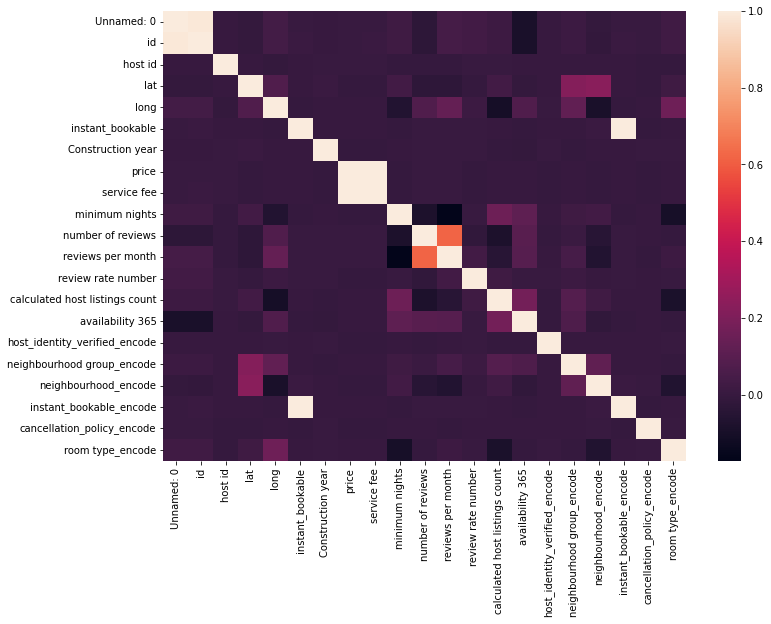 Unnamed: 0
id
host id
lat
long
instant_bookable
Construction year
price
service fee
minimum nights
number of reviews
reviews per month
review rate number
calculated host listings count
availability 365
host_identity_verified_encode
neighbourhood group_encode
neighbourhood_encode
instant_bookable_encode
cancellation_policy_encode
room type_encode
Unnamed: 0
id
host id
lat
long
instant_bookable
Construction year
price
service fee
minimum nights
number of reviews
reviews per month
review rate number
calculated host listings count
availability 365
host_identity_verified_encode
neighbourhood group_encode
neighbourhood_encode
instant_bookable_encode
cancellation_policy_encode
room type_encode
1.0
0.8
0.6
0.4
0.2
0.0